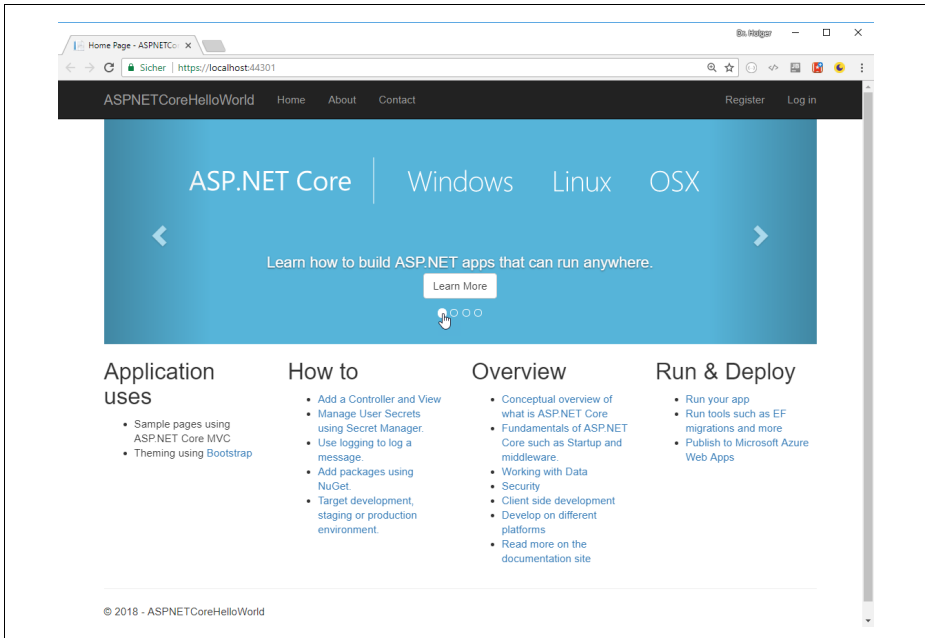 Dr. Holger
Home Page - ASPNETCo
Sicher | https://localhost:44301
ASPNETCoreHelloWorld Home About Contact Register Log in
ASP.NET Core Windows Linux OSX
Learn how to build ASP.NET apps that can run anywhere.
Learn More
Application
uses
• Sample pages using
ASP.NET Core MVC
• Theming using Bootstrap
How to
• Add a Controller and View
• Manage User Secrets
using Secret Manager.
• Use logging to log a
message.
• Add packages using
NuGet.
• Target development,
staging or production
environment.
Overview
• Conceptual overview of
what is ASP.NET Core
• Fundamentals of ASP.NET
Core such as Startup and
middleware.
• Working with Data
• Security
• Client side development
• Develop on different
platforms
• Read more on the
documentation site
Run & Deploy
• Run your app
• Run tools such as EF
migrations and more
• Publish to Microsoft Azure
Web Apps
© 2018 - ASPNETCoreHelloWorld